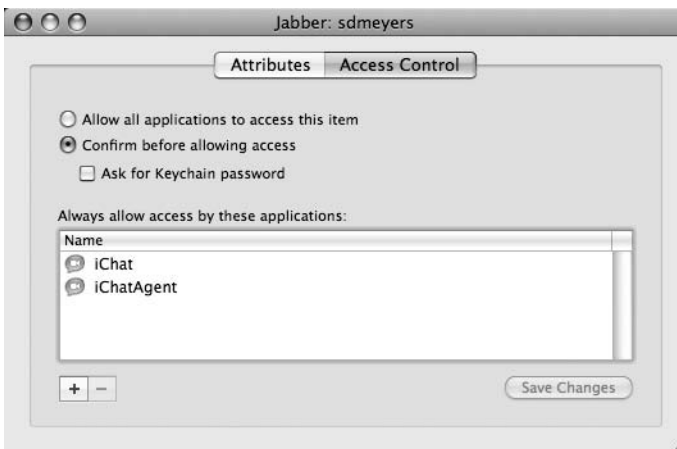 Jabber: sdmeyers
Attributes Access Control
Allow all applications to access this item
Confirm before allowing access
Ask for Keychain password
Always allow access by these applications:
Name
iChat
iChatAgent
+ −
Save Changes